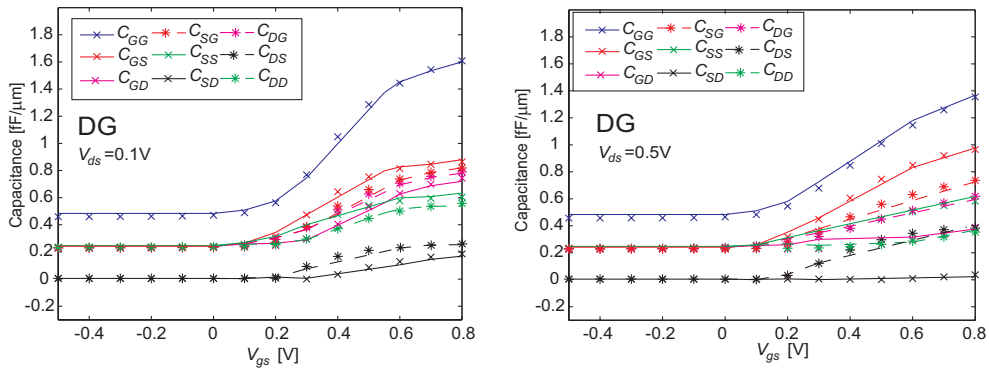 1.8
1.6
1.4
1.2
1
0.8
0.6
0.4
0.2
0
-0.2
Capacitance [fF/μm]
C_GG C_SG C_DG
C_GS C_SS C_DS
C_GD C_SD C_DD
DG
V_ds=0.1V
-0.4 -0.2 0 0.2 0.4 0.6 0.8
V_gs [V]
1.8
1.6
1.4
1.2
1
0.8
0.6
0.4
0.2
0
-0.2
Capacitance [fF/μm]
C_GG C_SG C_DG
C_GS C_SS C_DS
C_GD C_SD C_DD
DG
V_ds=0.5V
-0.4 -0.2 0 0.2 0.4 0.6 0.8
V_gs [V]